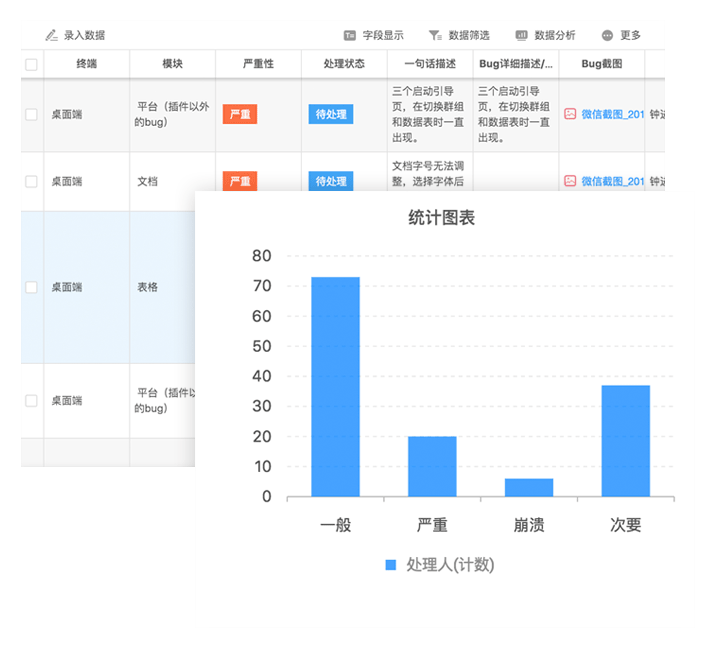 录入数据 字段显示 数据筛选 数据分析 更多
终端 模块 严重性 处理状态 一句话描述 Bug详细描述/... Bug截图
桌面端 平台（插件以外的bug） 严重 待处理 三个启动引导页，在切换群组和数据表时一直出现。 三个启动引导页，在切换群组和数据表时一直出现。 微信截图_201 钟
桌面端 文档 严重 待处理 文档字号无法调整，选择字体后 微信截图_201 钟
桌面端 表格
桌面端 平台（插件以
的bug）
统计图表
80
70
60
50
40
30
20
10
0
一般 严重 崩溃 次要
处理人(计数)